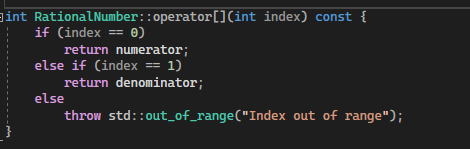 int RationalNumber::operator[](int index) const {
    if (index == 0)
        return numerator;
    else if (index == 1)
        return denominator;
    else
        throw std::out_of_range("Index out of range");
}